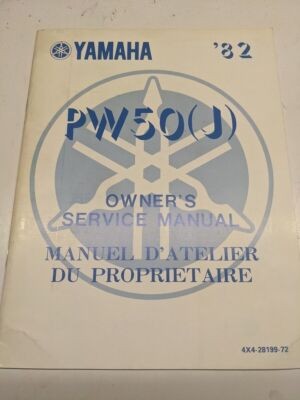 YAMAHA '82
PW50(J)
OWNER'S
SERVICE MANUAL
MANUEL D'ATELIER
DU PROPRIETAIRE
4X4-28199-72